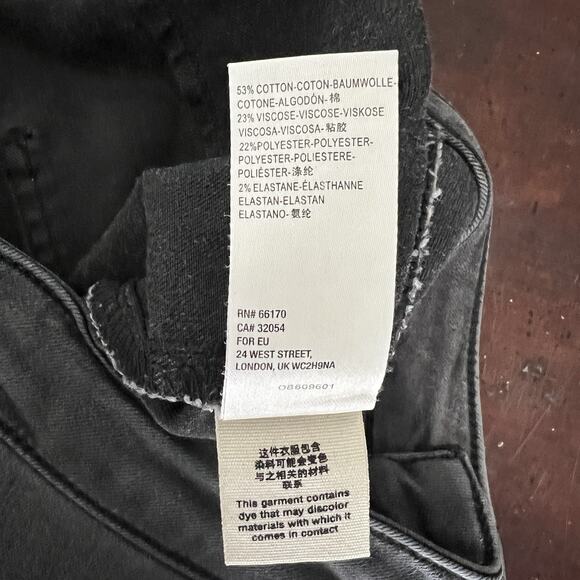 53% COTTON-COTON-BAUMWOLLE-
COTONE-ALGODÓN-棉
23% VISCOSE-VISCOSE-VISKOSE
VISCOSA-VISCOSA-粘胶
22%POLYESTER-POLYESTER-
POLYESTER-POLIESTERE-
POLIÉSTER-涤纶
2% ELASTANE-ÉLASTHANNE
ELASTAN-ELASTAN
ELASTANO-氨纶
RN# 66170
CA# 32054
FOR EU
24 WEST STREET,
LONDON, UK WC2H9NA
OB609601
这件衣服包含
染料可能会变色
与之相关的材料
联系
This garment contains
dye that may discolor
materials with which it
comes in contact